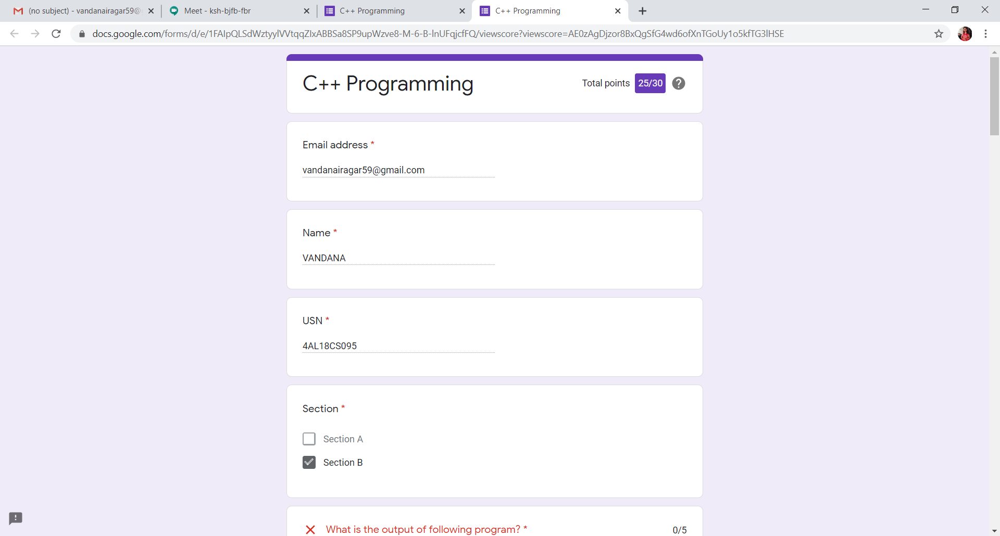 (no subject) - vandanairagar59@
Meet - ksh-bjfb-fbr
C++ Programming
C++ Programming
docs.google.com/forms/d/e/1FAIpQLSdWztyylVVtqqZIxABBSa8SP9upWzve8-M-6-B-lnUFqjcfFQ/viewscore?viewscore=AE0zAgDjzor8BxQgSfG4wd6ofXnTGoUy1o5kfTG3lHSE
C++ Programming
Total points 25/30
Email address *
vandanairagar59@gmail.com
Name *
VANDANA
USN *
4AL18CS095
Section *
Section A
Section B
What is the output of following program? *
0/5